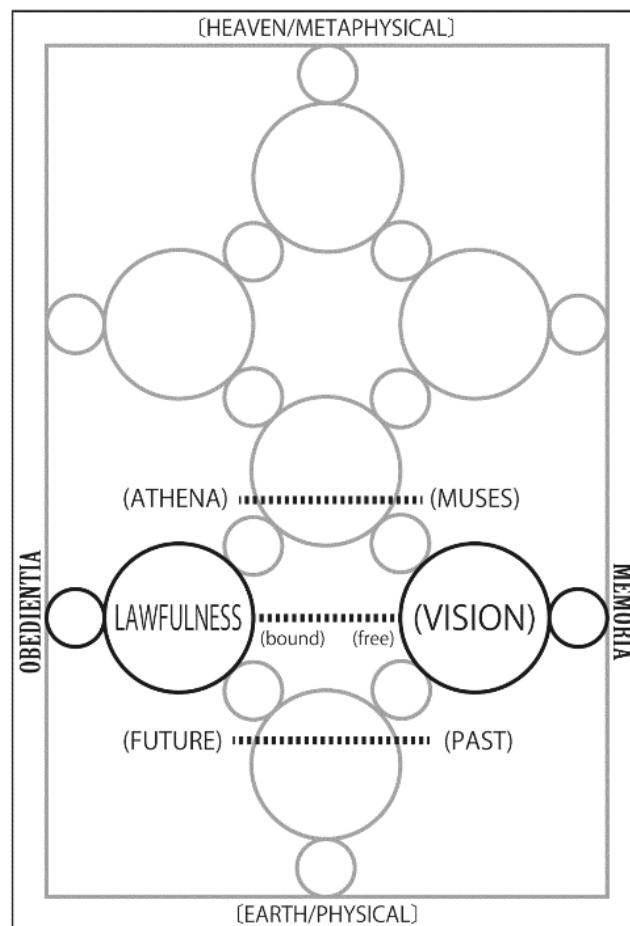 〔HEAVEN/METAPHYSICAL〕
(ATHENA)
(MUSES)
OBEDIENTIA
LAWFULNESS
(bound)
(free)
(VISION)
MEMORIA
(FUTURE)
(PAST)
〔EARTH/PHYSICAL〕